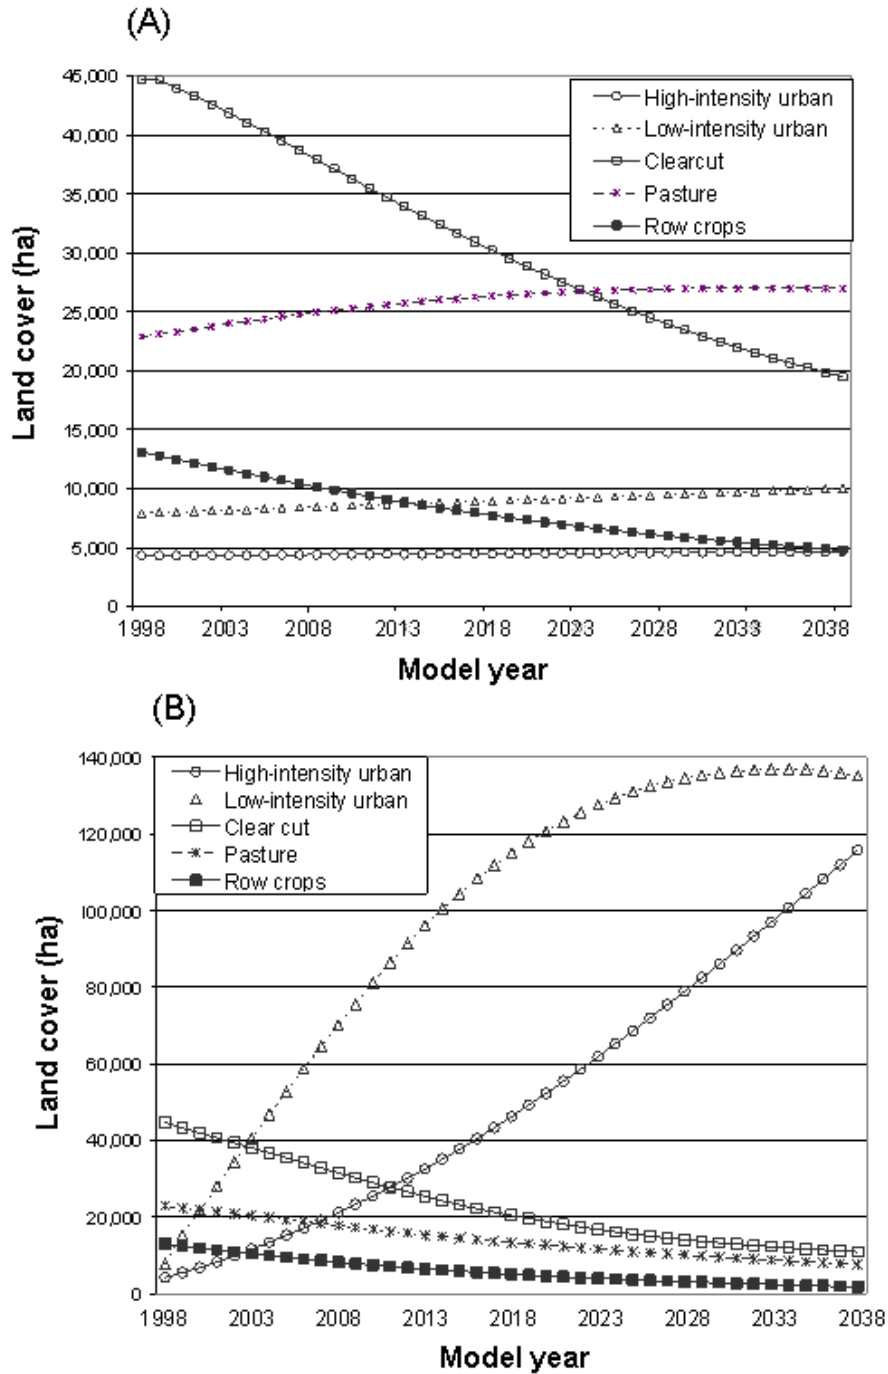 (A)
45,000
40,000
35,000
30,000
25,000
20,000
15,000
10,000
5,000
0
Land cover (ha)
High-intensity urban
Low-intensity urban
Clearcut
Pasture
Row crops
1998 2003 2008 2013 2018 2023 2028 2033 2038
Model year
(B)
140,000
120,000
100,000
80,000
60,000
40,000
20,000
0
Land cover (ha)
High-intensity urban
Low-intensity urban
Clear cut
Pasture
Row crops
1998 2003 2008 2013 2018 2023 2028 2033 2038
Model year